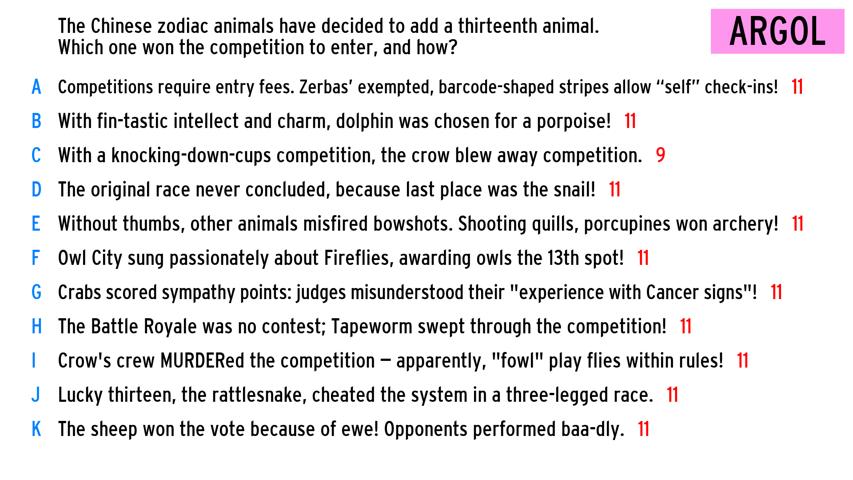 The Chinese zodiac animals have decided to add a thirteenth animal.
Which one won the competition to enter, and how?
ARGOL
A Competitions require entry fees. Zerbas' exempted, barcode-shaped stripes allow “self” check-ins! 11
B With fin-tastic intellect and charm, dolphin was chosen for a porpoise! 11
C With a knocking-down-cups competition, the crow blew away competition. 9
D The original race never concluded, because last place was the snail! 11
E Without thumbs, other animals misfired bowshots. Shooting quills, porcupines won archery! 11
F Owl City sung passionately about Fireflies, awarding owls the 13th spot! 11
G Crabs scored sympathy points: judges misunderstood their "experience with Cancer signs"! 11
H The Battle Royale was no contest; Tapeworm swept through the competition! 11
I Crow's crew MURDERed the competition – apparently, "fowl" play flies within rules! 11
J Lucky thirteen, the rattlesnake, cheated the system in a three-legged race. 11
K The sheep won the vote because of ewe! Opponents performed baa-dly. 11